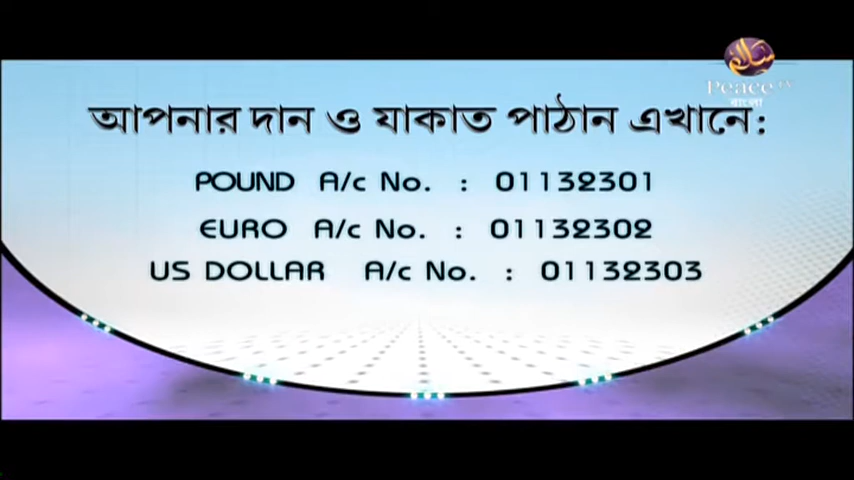 Peace TV
বাংলা
আপনার দান ও যাকাত পাঠান এখানে:
POUND A/c No. : 01132301
EURO A/c No. : 01132302
US DOLLAR A/c No. : 01132303